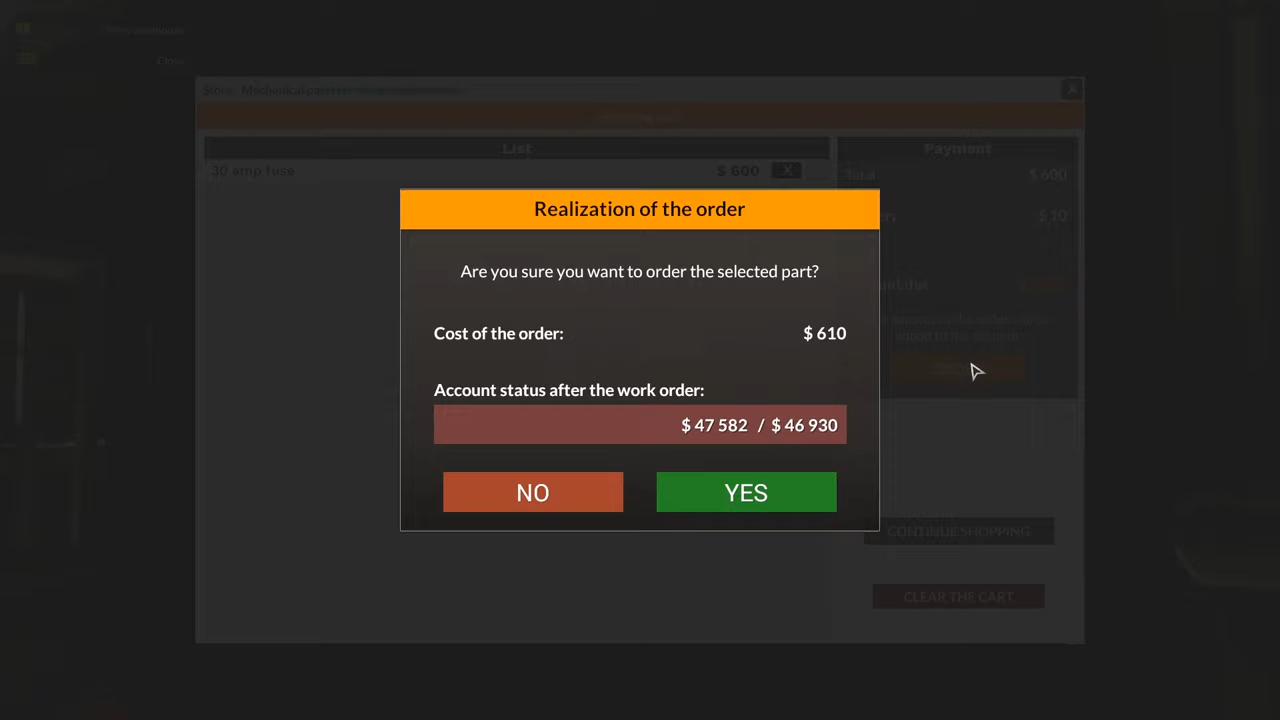 Close
Store
List
30 amp fuse $ 600 X
Payment
Total $ 600
$ 10
Realization of the order
Are you sure you want to order the selected part?
Cost of the order: $ 610
Account status after the work order:
$ 47 582 / $ 46 930
NO YES
CONTINUE SHOPPING
CLEAR THE CART